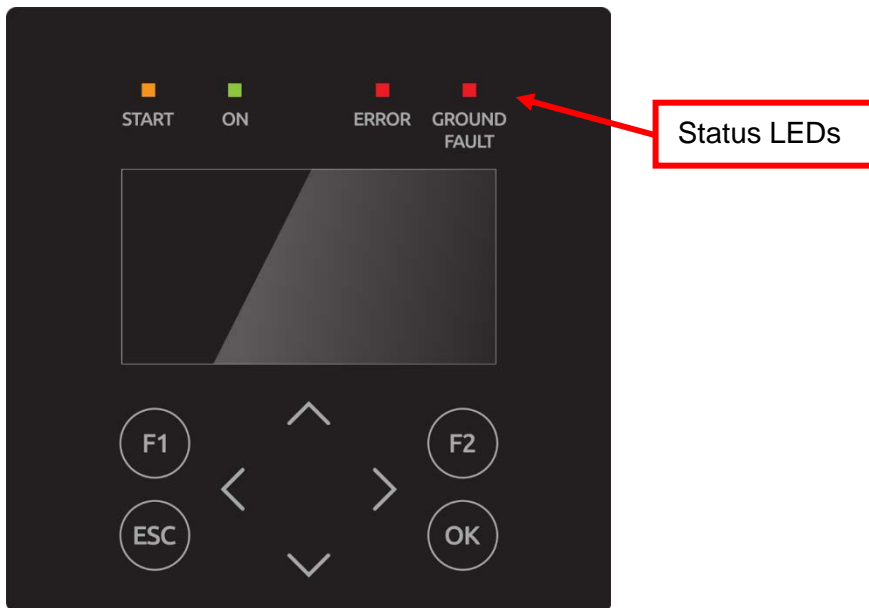 START ON ERROR GROUND
FAULT
Status LEDs
F1 F2
ESC OK